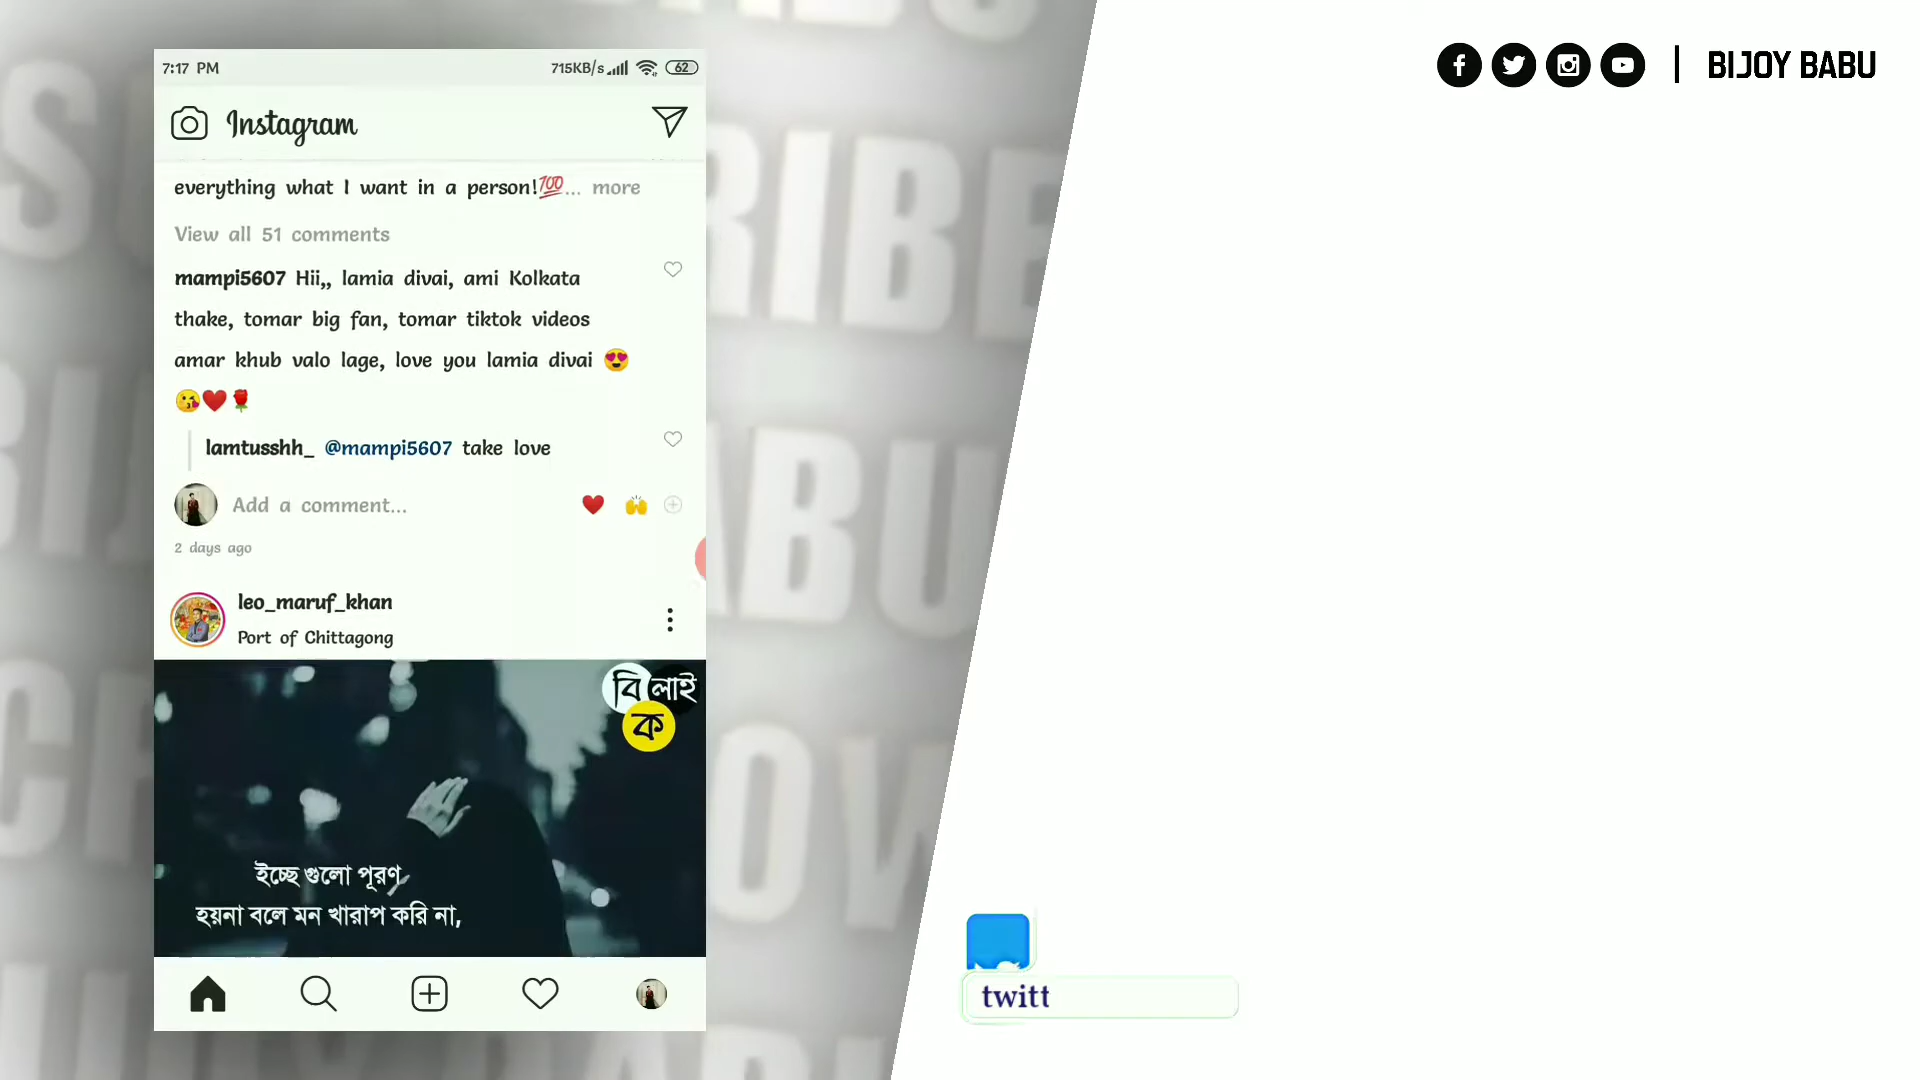 7:17 PM
715KB/s
62
Instagram
everything what I want in a person!💯... more
View all 51 comments
mampi5607 Hii,, lamia divai, ami Kolkata
thake, tomar big fan, tomar tiktok videos
amar khub valo lage, love you lamia divai 😍
😘❤️🌹
lamtusshh_ @mampi5607 take love
Add a comment...
2 days ago
leo_maruf_khan
Port of Chittagong
বি লাই
ক
ইচ্ছে গুলো পূরণ
হয়না বলে মন খারাপ করি না,
BIJOY BABU
twitt